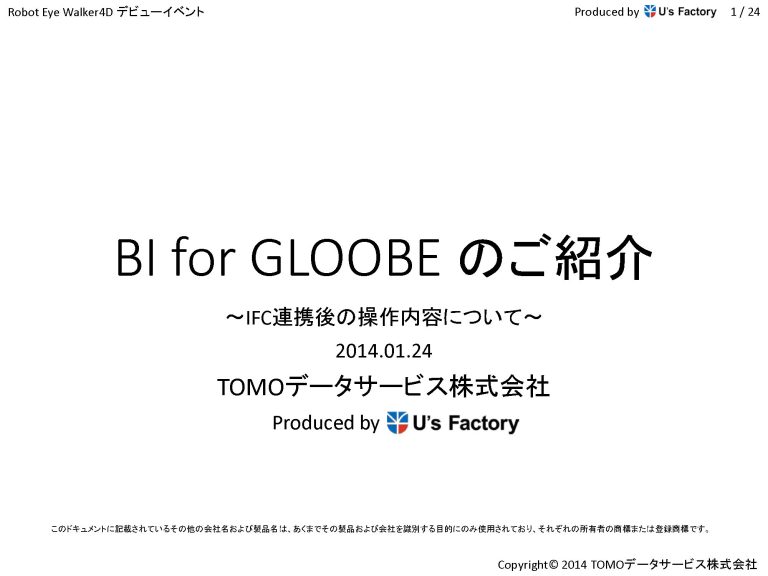 Robot Eye Walker4D デビューイベント
Produced by U's Factory 1 / 24
BI for GLOOBE のご紹介
～IFC連携後の操作内容について～
2014.01.24
TOMOデータサービス株式会社
Produced by U's Factory
このドキュメントに記載されているその他の会社名および製品名は、あくまでその製品および会社を識別する目的にのみ使用されており、それぞれの所有者の商標または登録商標です。
Copyright© 2014 TOMOデータサービス株式会社